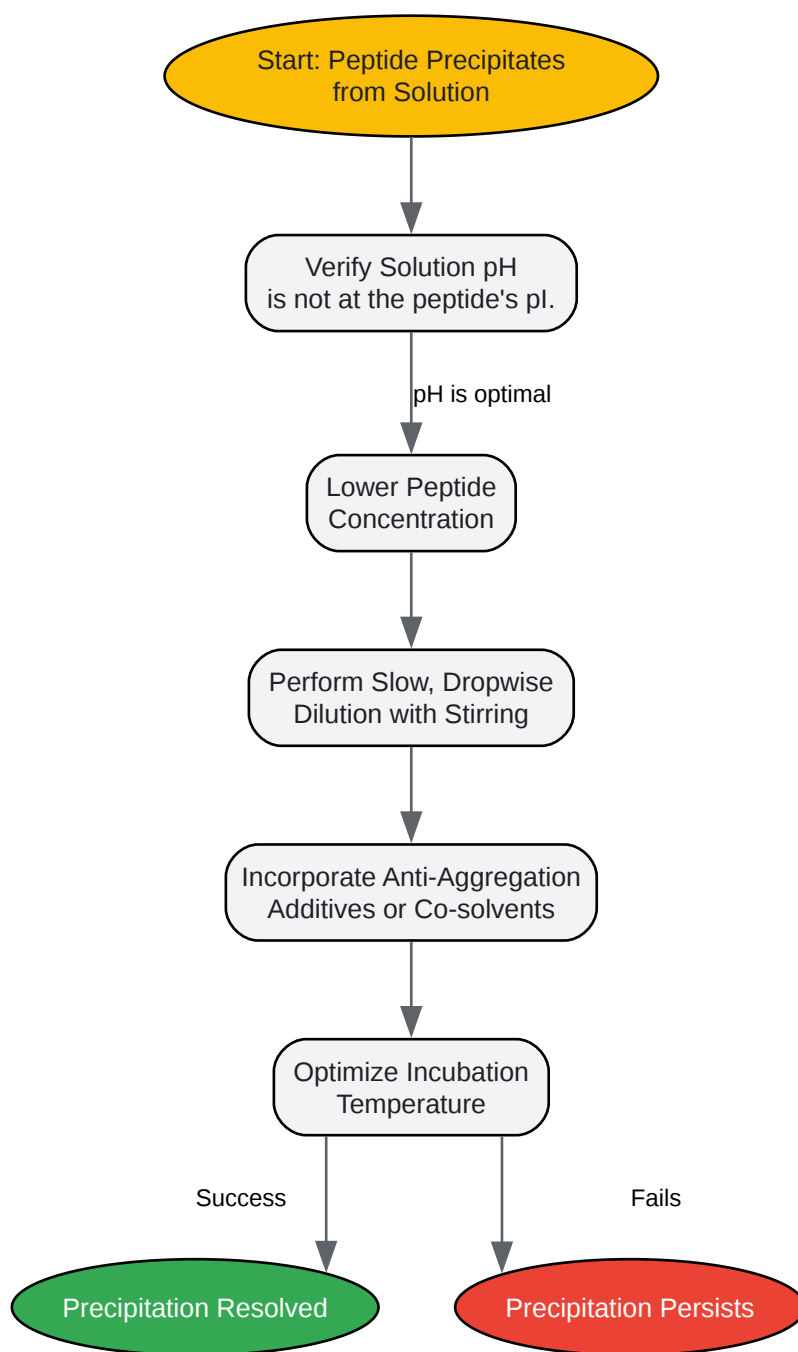 Start: Peptide Precipitates
from Solution
Verify Solution pH
is not at the peptide's pI.
pH is optimal
Lower Peptide
Concentration
Perform Slow, Dropwise
Dilution with Stirring
Incorporate Anti-Aggregation
Additives or Co-solvents
Optimize Incubation
Temperature
Success
Fails
Precipitation Resolved
Precipitation Persists